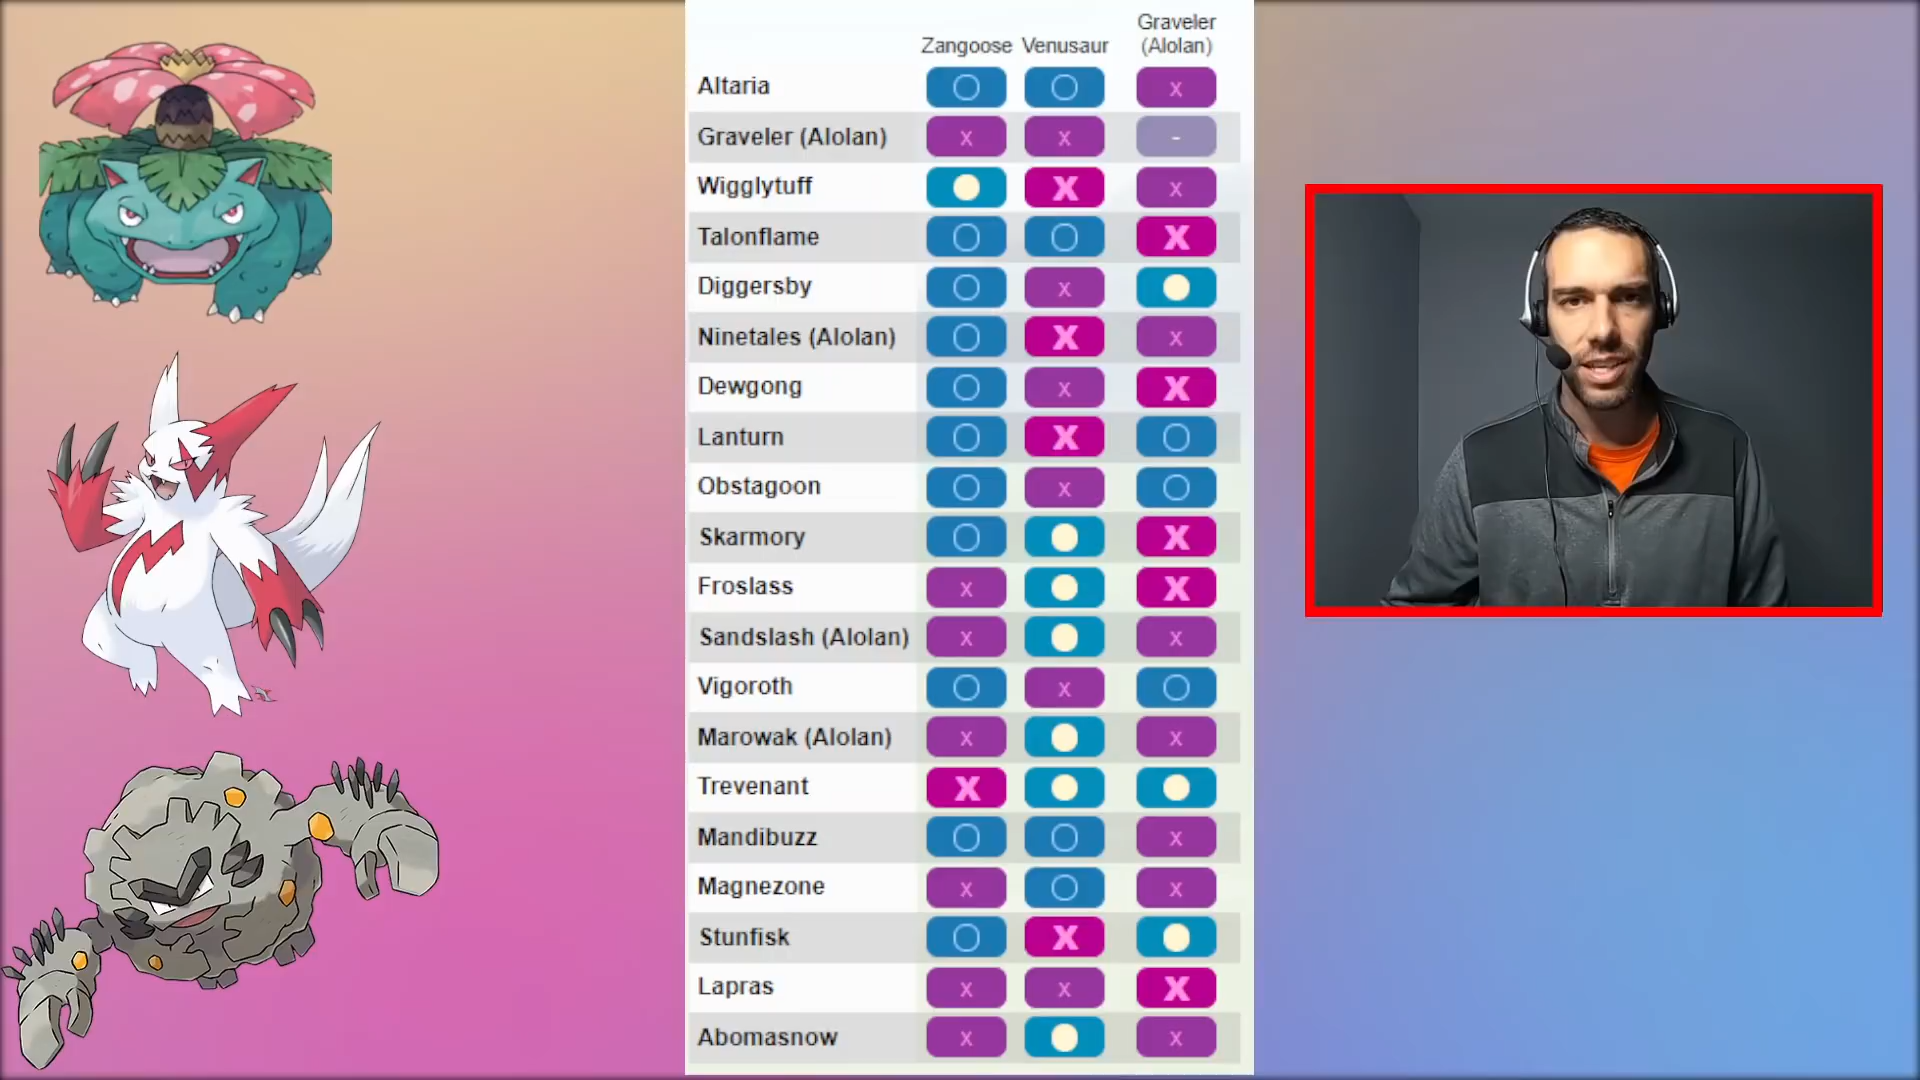 Zangoose Venusaur Graveler
(Alolan)
Altaria O O x
Graveler (Alolan) x x -
Wigglytuff X x
Talonflame O O X
Diggersby O x
Ninetales (Alolan) O X x
Dewgong O x X
Lanturn O X O
Obstagoon O x O
Skarmory O X
Froslass x X
Sandslash (Alolan) x x
Vigoroth O x O
Marowak (Alolan) x x
Trevenant X
Mandibuzz O O x
Magnezone x O x
Stunfisk O X
Lapras x x X
Abomasnow x x